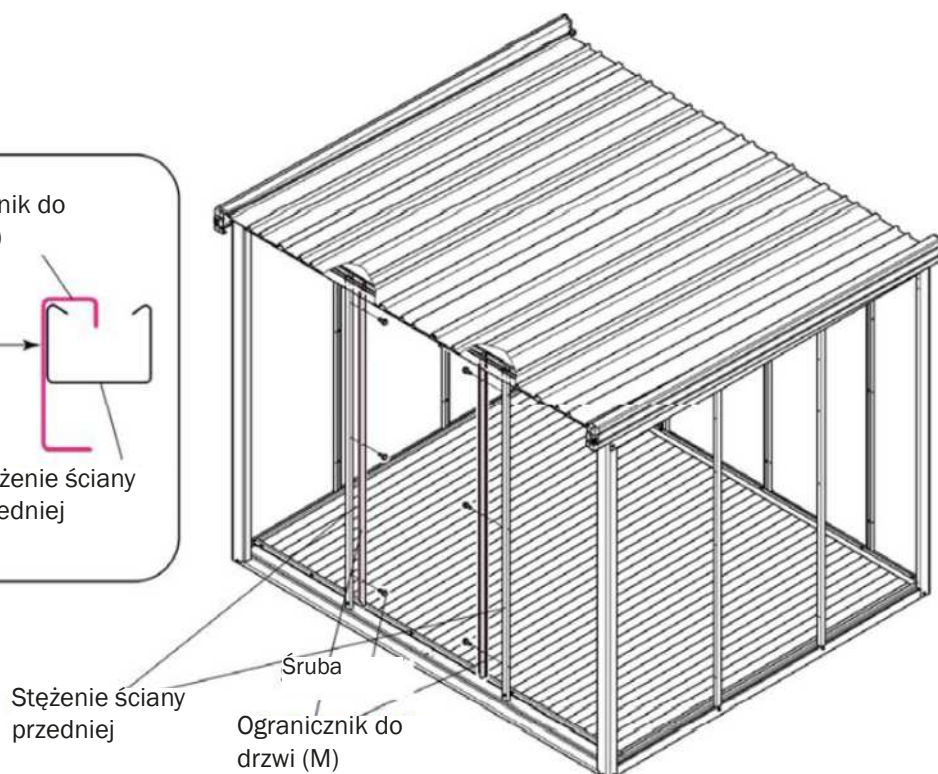 Stężenie ściany
przedniej
Śruba
Ogranicznik do
drzwi (M)
nik do
)
żenie ściany
edniej